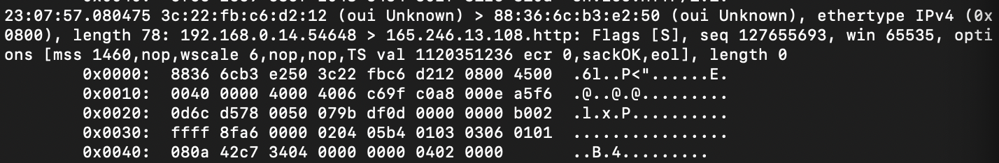 23:07:57.080475 3c:22:fb:c6:d2:12 (oui Unknown) > 88:36:6c:b3:e2:50 (oui Unknown), ethertype IPv4 (0x
0800), length 78: 192.168.0.14.54648 > 165.246.13.108.http: Flags [S], seq 127655693, win 65535, opti
ons [mss 1460,nop,wscale 6,nop,nop,TS val 1120351236 ecr 0,sackOK,eol], length 0
0x0000: 8836 6cb3 e250 3c22 fbc6 d212 0800 4500 .6l..P<"......E.
0x0010: 0040 0000 4000 4006 c69f c0a8 000e a5f6 .@..@.@.........
0x0020: 0d6c d578 0050 079b df0d 0000 0000 b002 .l.x.P..........
0x0030: ffff 8fa6 0000 0204 05b4 0103 0306 0101 ................
0x0040: 080a 42c7 3404 0000 0000 0402 0000 ..B.4.........